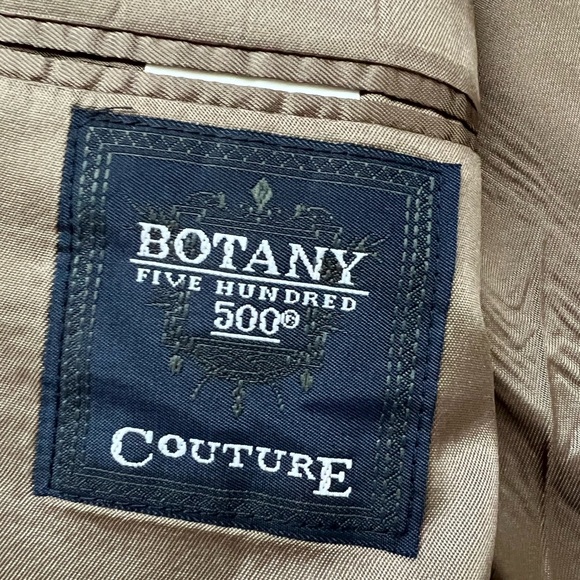 BOTANY
FIVE HUNDRED
500®
COUTURE